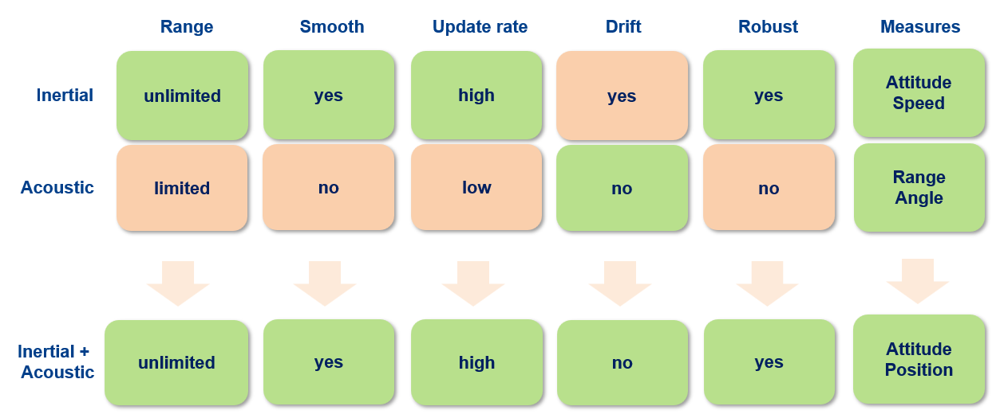 Range Smooth Update rate Drift Robust Measures
Inertial unlimited yes high yes yes Attitude
Speed
Acoustic limited no low no no Range
Angle
Inertial +
Acoustic unlimited yes high no yes Attitude
Position